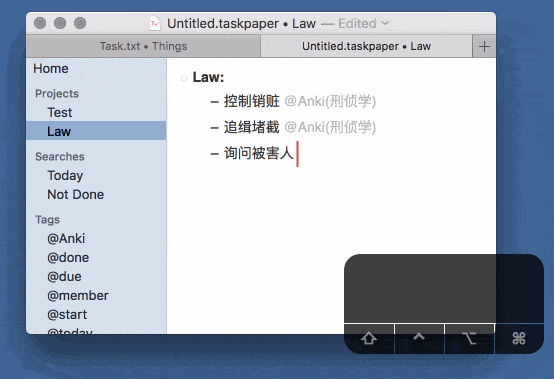 Untitled.taskpaper • Law — Edited
Task.txt • Things
Untitled.taskpaper • Law
Home
Projects
Test
Law
Searches
Today
Not Done
Tags
@Anki
@done
@due
@member
@start
@today
Law:
– 控制销赃 @Anki(刑侦学)
– 追缉堵截 @Anki(刑侦学)
– 询问被害人